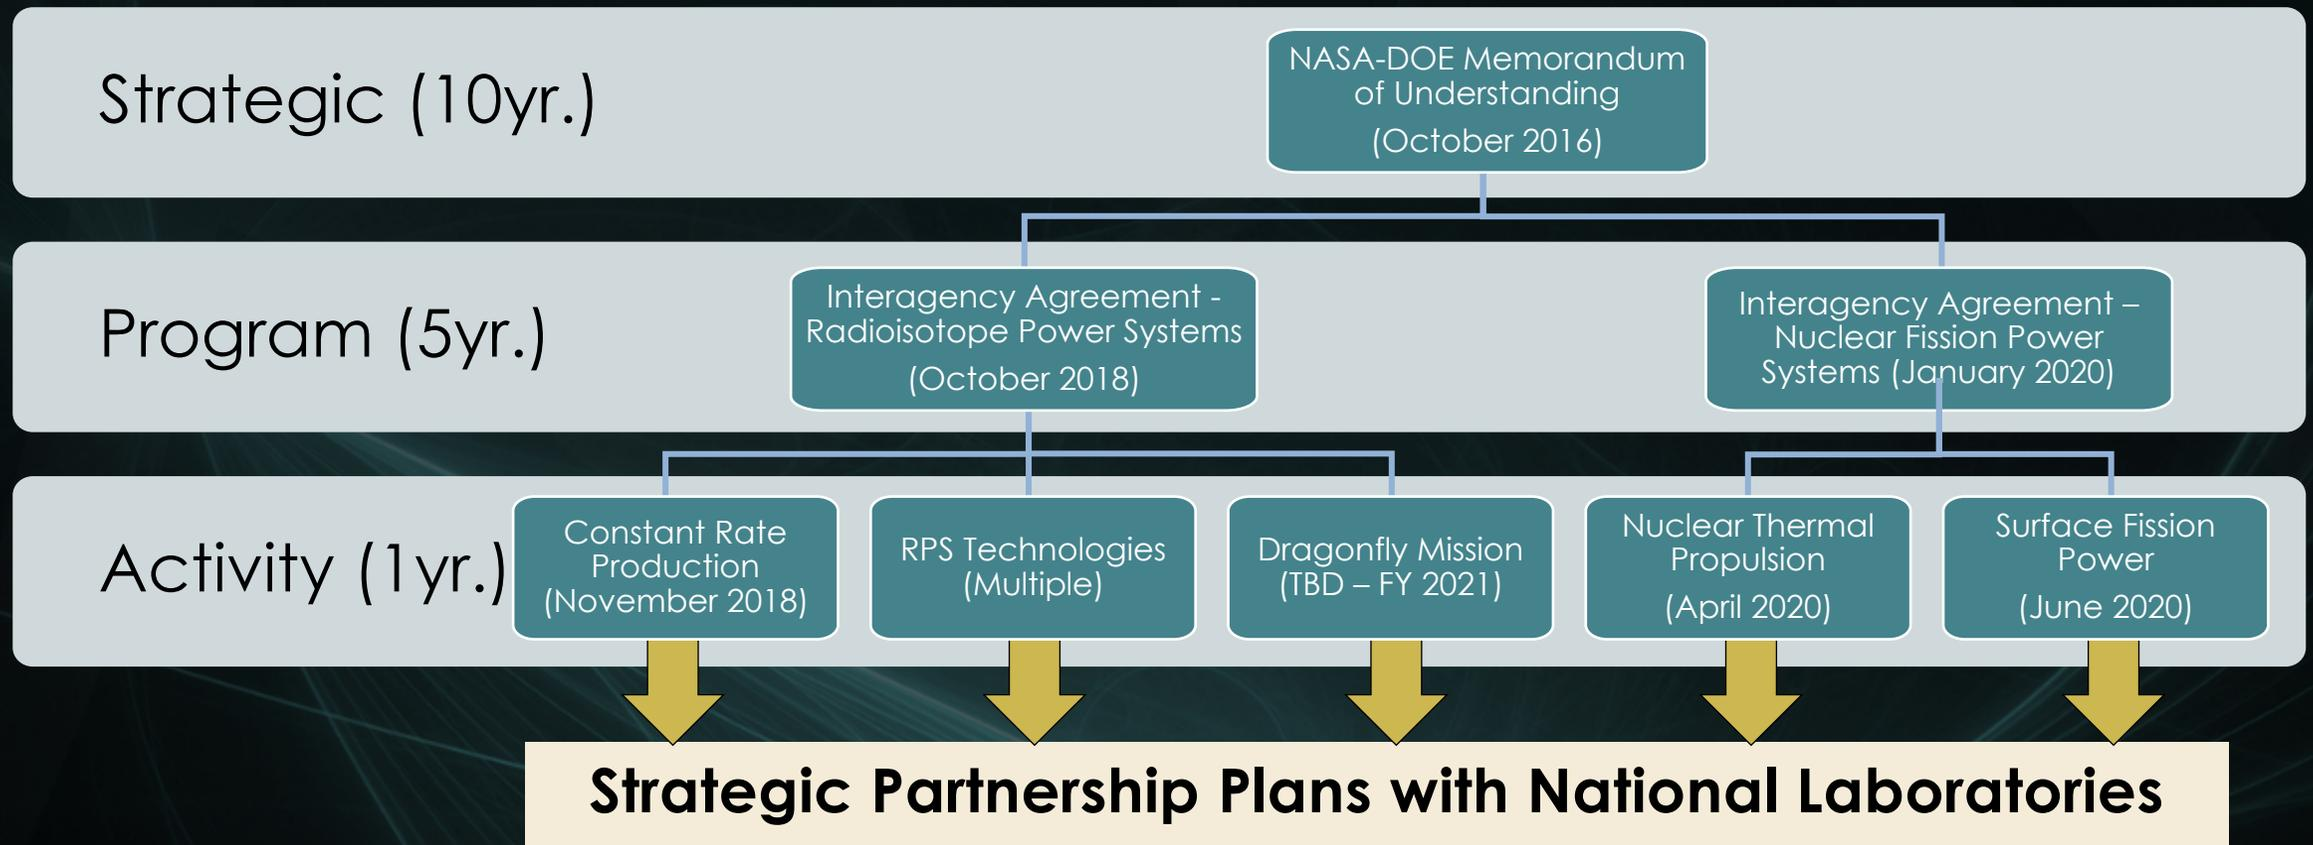 Strategic (10yr.)
NASA-DOE Memorandum
of Understanding
(October 2016)
Program (5yr.)
Interagency Agreement -
Radioisotope Power Systems
(October 2018)
Interagency Agreement –
Nuclear Fission Power
Systems (January 2020)
Activity (1yr.)
Constant Rate
Production
(November 2018)
RPS Technologies
(Multiple)
Dragonfly Mission
(TBD – FY 2021)
Nuclear Thermal
Propulsion
(April 2020)
Surface Fission
Power
(June 2020)
Strategic Partnership Plans with National Laboratories